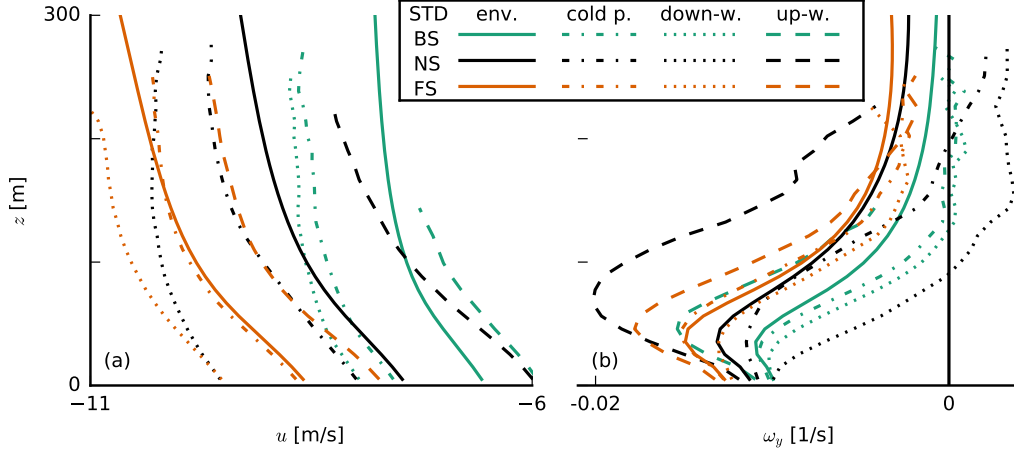 300
STD env. cold p. down-w. up-w.
BS
NS
FS
z [m]
(a)
(b)
0
-11
−6
-0.02
0
u [m/s]
ω_y [1/s]